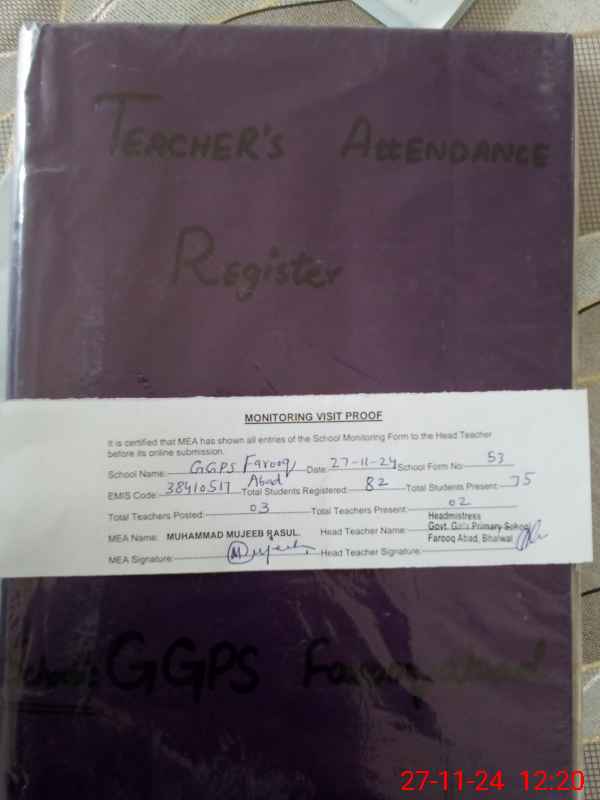 TEACHER'S ATTENDANCE
Register
MONITORING VISIT PROOF
It is certified that MEA has shown all entries of the School Monitoring Form to the Head Teacher
before its online submission.
School Name: GGPS Farooq Abad Date: 27-11-24 School Form No: 53
EMIS Code: 38410517 Total Students Registered: 82 Total Students Present: 75
Total Teachers Posted: 03 Total Teachers Present: 02
MEA Name: MUHAMMAD MUJEEB RASUL Head Teacher Name: Headmistress
Govt. Girls Primary School
Farooq Abad, Bhalwal
MEA Signature: Mujeeb Head Teacher Signature:
School: GGPS Farooq abad
27-11-24 12:20